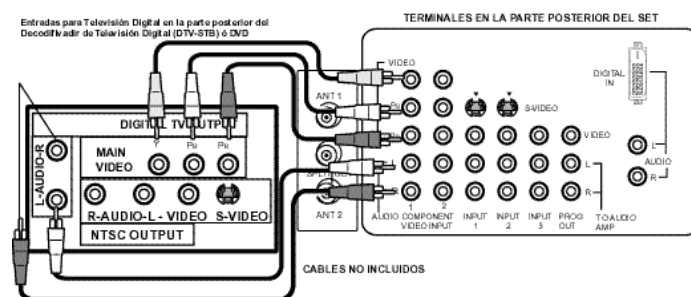 Entradas para Televisión Digital en la parte posterior del
Decodifivadir de Televisión Digital (DTV-STB) ó DVD
TERMINALES EN LA PARTE POSTERIOR DEL SET
VIDEO
ANT 1
S-VIDEO
DIGITAL
IN
DIGITAL TV OUTPUT
Y PR PR
MAIN
VIDEO
L-AUDIO-R
R-AUDIO-L - VIDEO S-VIDEO
NTSC OUTPUT
ANT 2
VIDEO
L
R
L
R
AUDIO
R
AUDIO COMPONENT
VIDEO INPUT
1 2
INPUT
1
INPUT
2
INPUT
3
PROG
OUT
TO AUDIO
AMP
CABLES NO INCLUIDOS